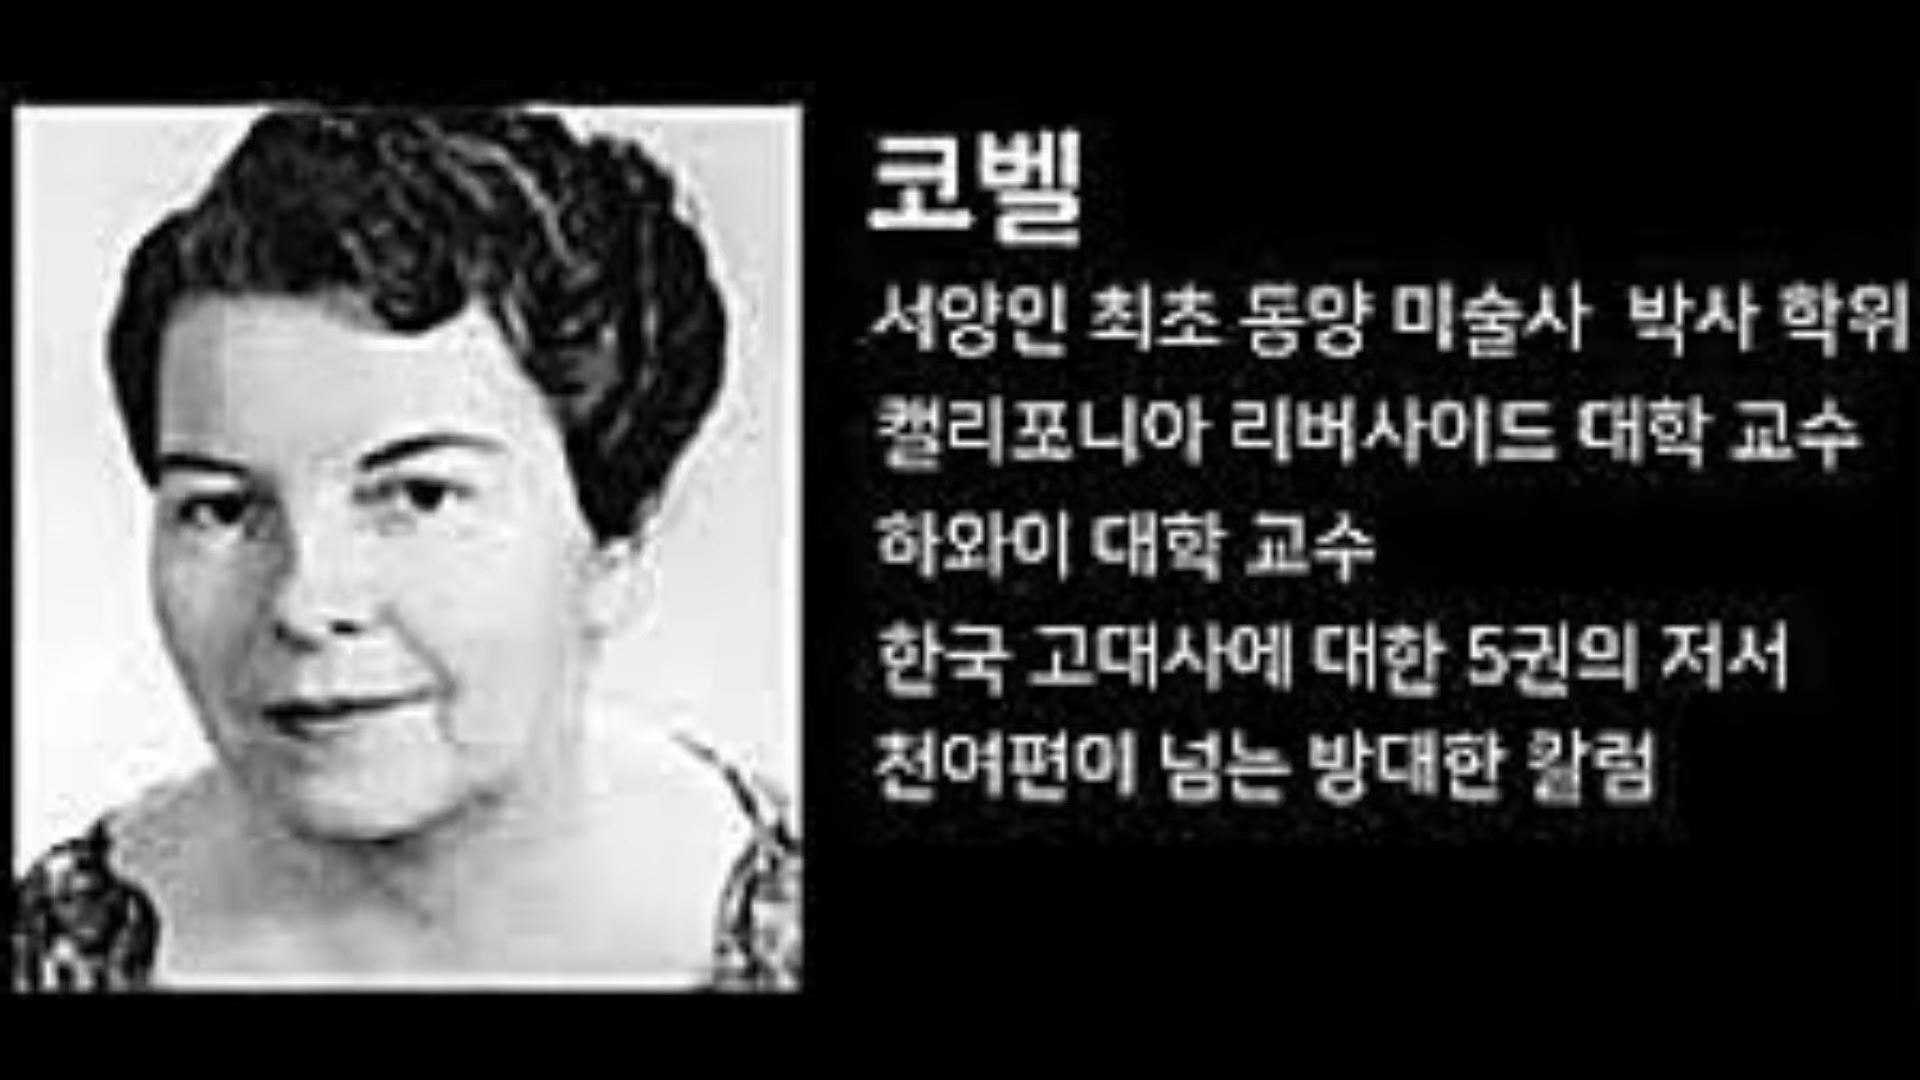 코벨
서양인 최초 동양 미술사 박사 학위
캘리포니아 리버사이드 대학 교수
하와이 대학 교수
한국 고대사에 대한 5권의 저서
천여편이 넘는 방대한 칼럼